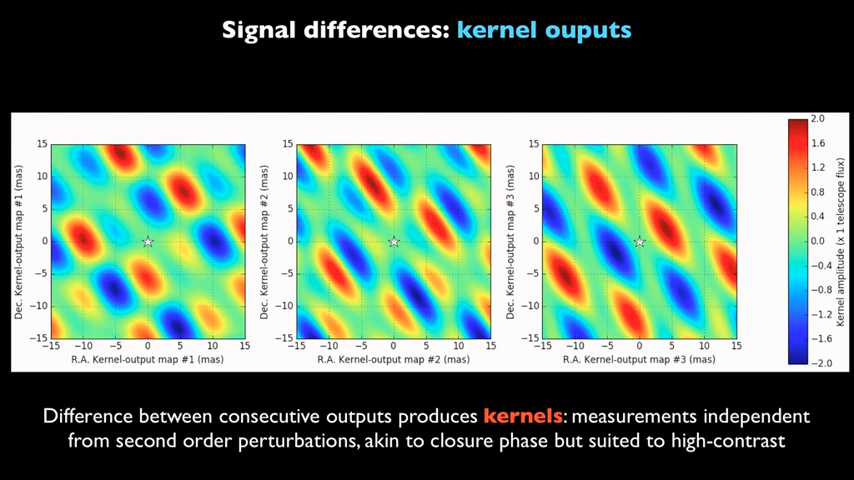 Signal differences: kernel ouputs
Dec. Kernel-output map #1 (mas)
15
10
5
0
−5
−10
−15
−15 −10 −5 0 5 10 15
R.A. Kernel-output map #1 (mas)
Dec. Kernel-output map #2 (mas)
15
10
5
0
−5
−10
−15
−15 −10 −5 0 5 10 15
R.A. Kernel-output map #2 (mas)
Dec. Kernel-output map #3 (mas)
15
10
5
0
−5
−10
−15
−15 −10 −5 0 5 10 15
R.A. Kernel-output map #3 (mas)
2.0
1.6
1.2
0.8
0.4
0.0
−0.4
−0.8
−1.2
−1.6
−2.0
Kernel amplitude (x 1 telescope flux)
Difference between consecutive outputs produces kernels: measurements independent
from second order perturbations, akin to closure phase but suited to high-contrast